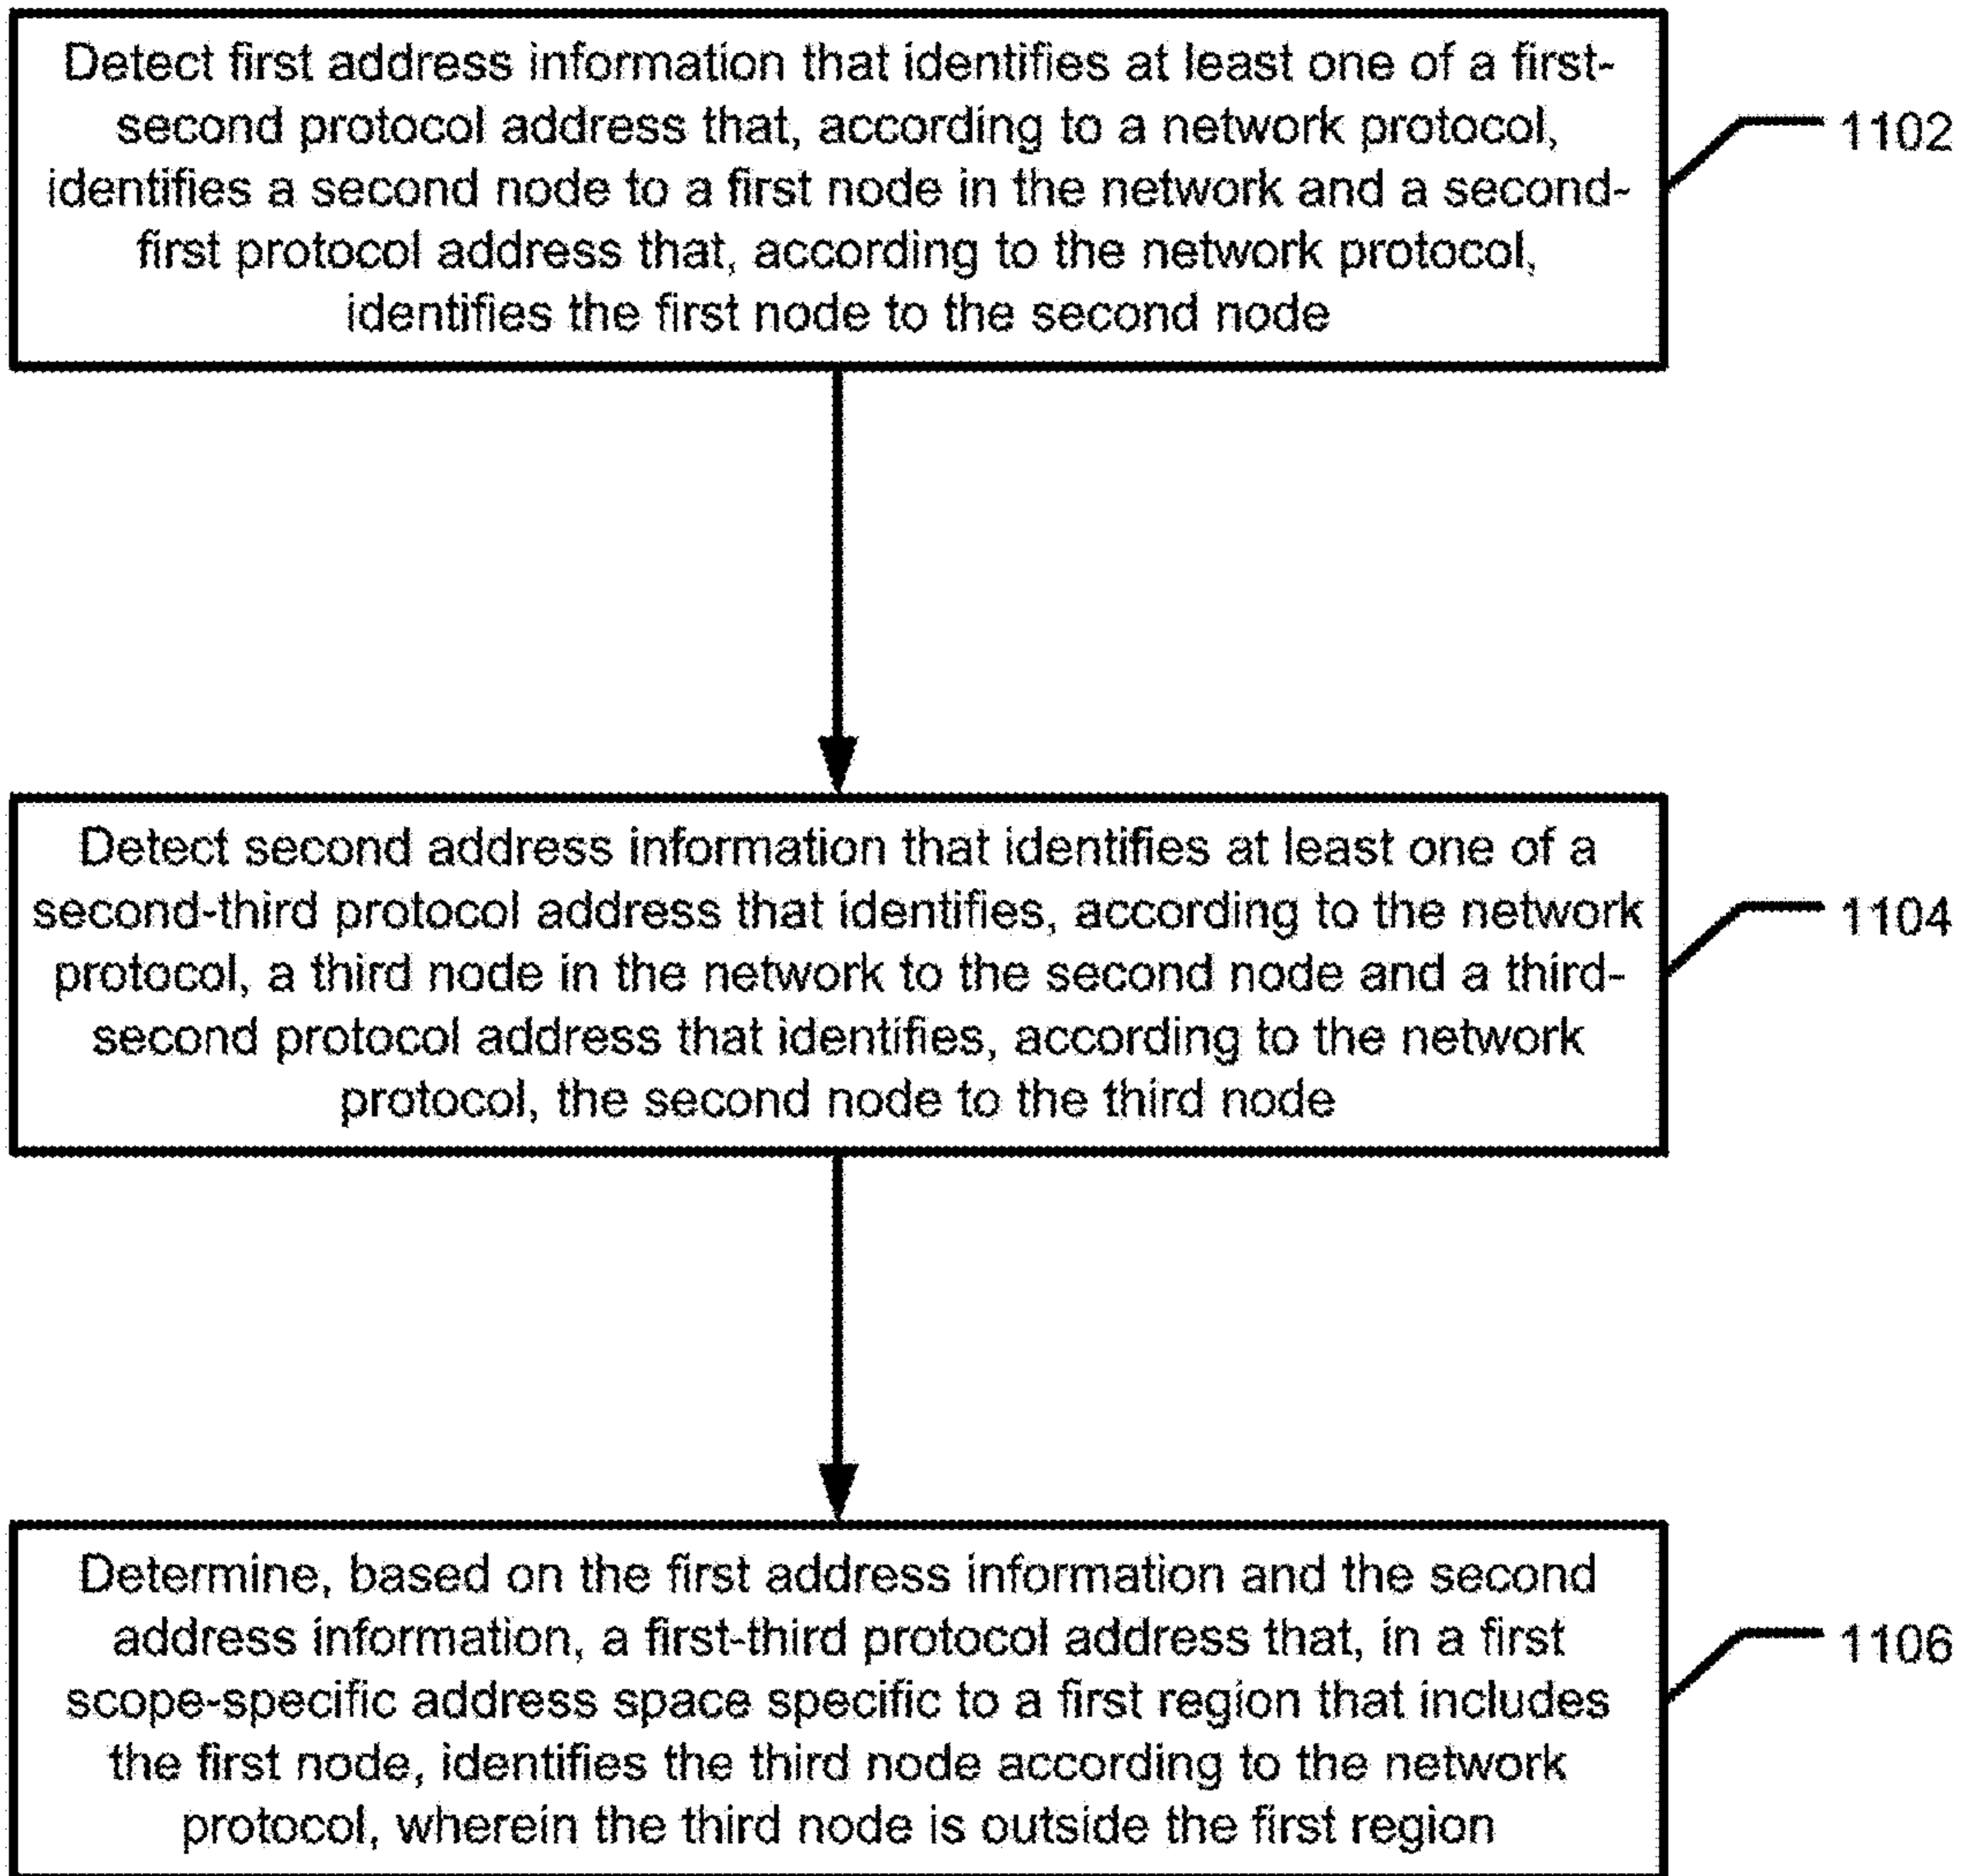 Detect first address information that identifies at least one of a first-
second protocol address that, according to a network protocol,
identifies a second node to a first node in the network and a second-
first protocol address that, according to the network protocol,
identifies the first node to the second node
1102
Detect second address information that identifies at least one of a
second-third protocol address that identifies, according to the network
protocol, a third node in the network to the second node and a third-
second protocol address that identifies, according to the network
protocol, the second node to the third node
1104
Determine, based on the first address information and the second
address information, a first-third protocol address that, in a first
scope-specific address space specific to a first region that includes
the first node, identifies the third node according to the network
protocol, wherein the third node is outside the first region
1106